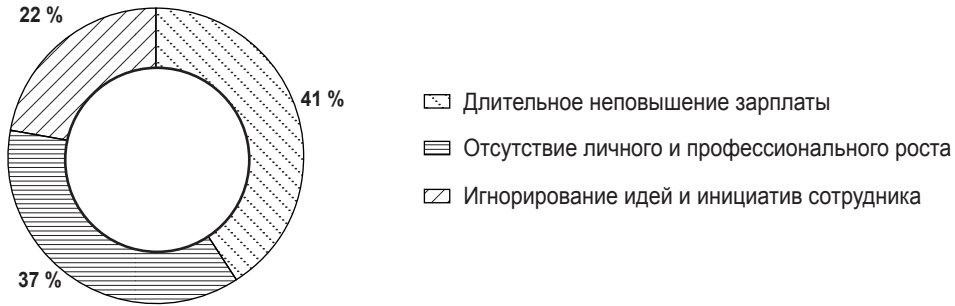 22 %
41 %
37 %
Длительное неповышение зарплаты
Отсутствие личного и профессионального роста
Игнорирование идей и инициатив сотрудника